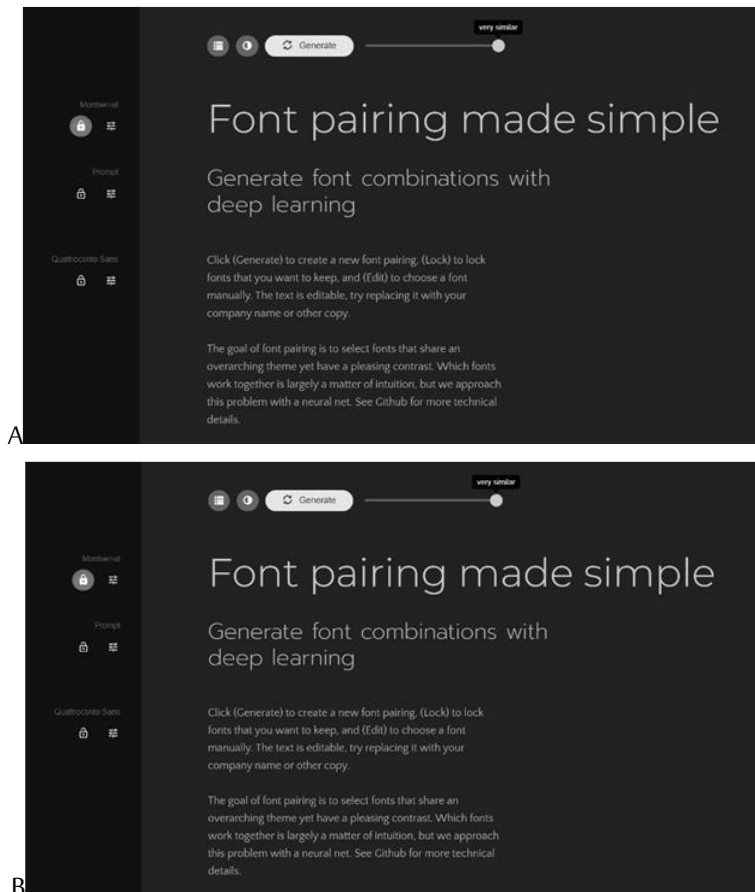 very similar
Generate
Montserrat
Font pairing made simple
Prompt
Generate font combinations with
deep learning
Quattrocento Sans
Click (Generate) to create a new font pairing, (Lock) to lock
fonts that you want to keep, and (Edit) to choose a font
manually. The text is editable, try replacing it with your
company name or other copy.
The goal of font pairing is to select fonts that share an
overarching theme yet have a pleasing contrast. Which fonts
work together is largely a matter of intuition, but we approach
this problem with a neural net. See Github for more technical
details.
A
very similar
Generate
Montserrat
Font pairing made simple
Prompt
Generate font combinations with
deep learning
Quattrocento Sans
Click (Generate) to create a new font pairing, (Lock) to lock
fonts that you want to keep, and (Edit) to choose a font
manually. The text is editable, try replacing it with your
company name or other copy.
The goal of font pairing is to select fonts that share an
overarching theme yet have a pleasing contrast. Which fonts
work together is largely a matter of intuition, but we approach
this problem with a neural net. See Github for more technical
details.
B